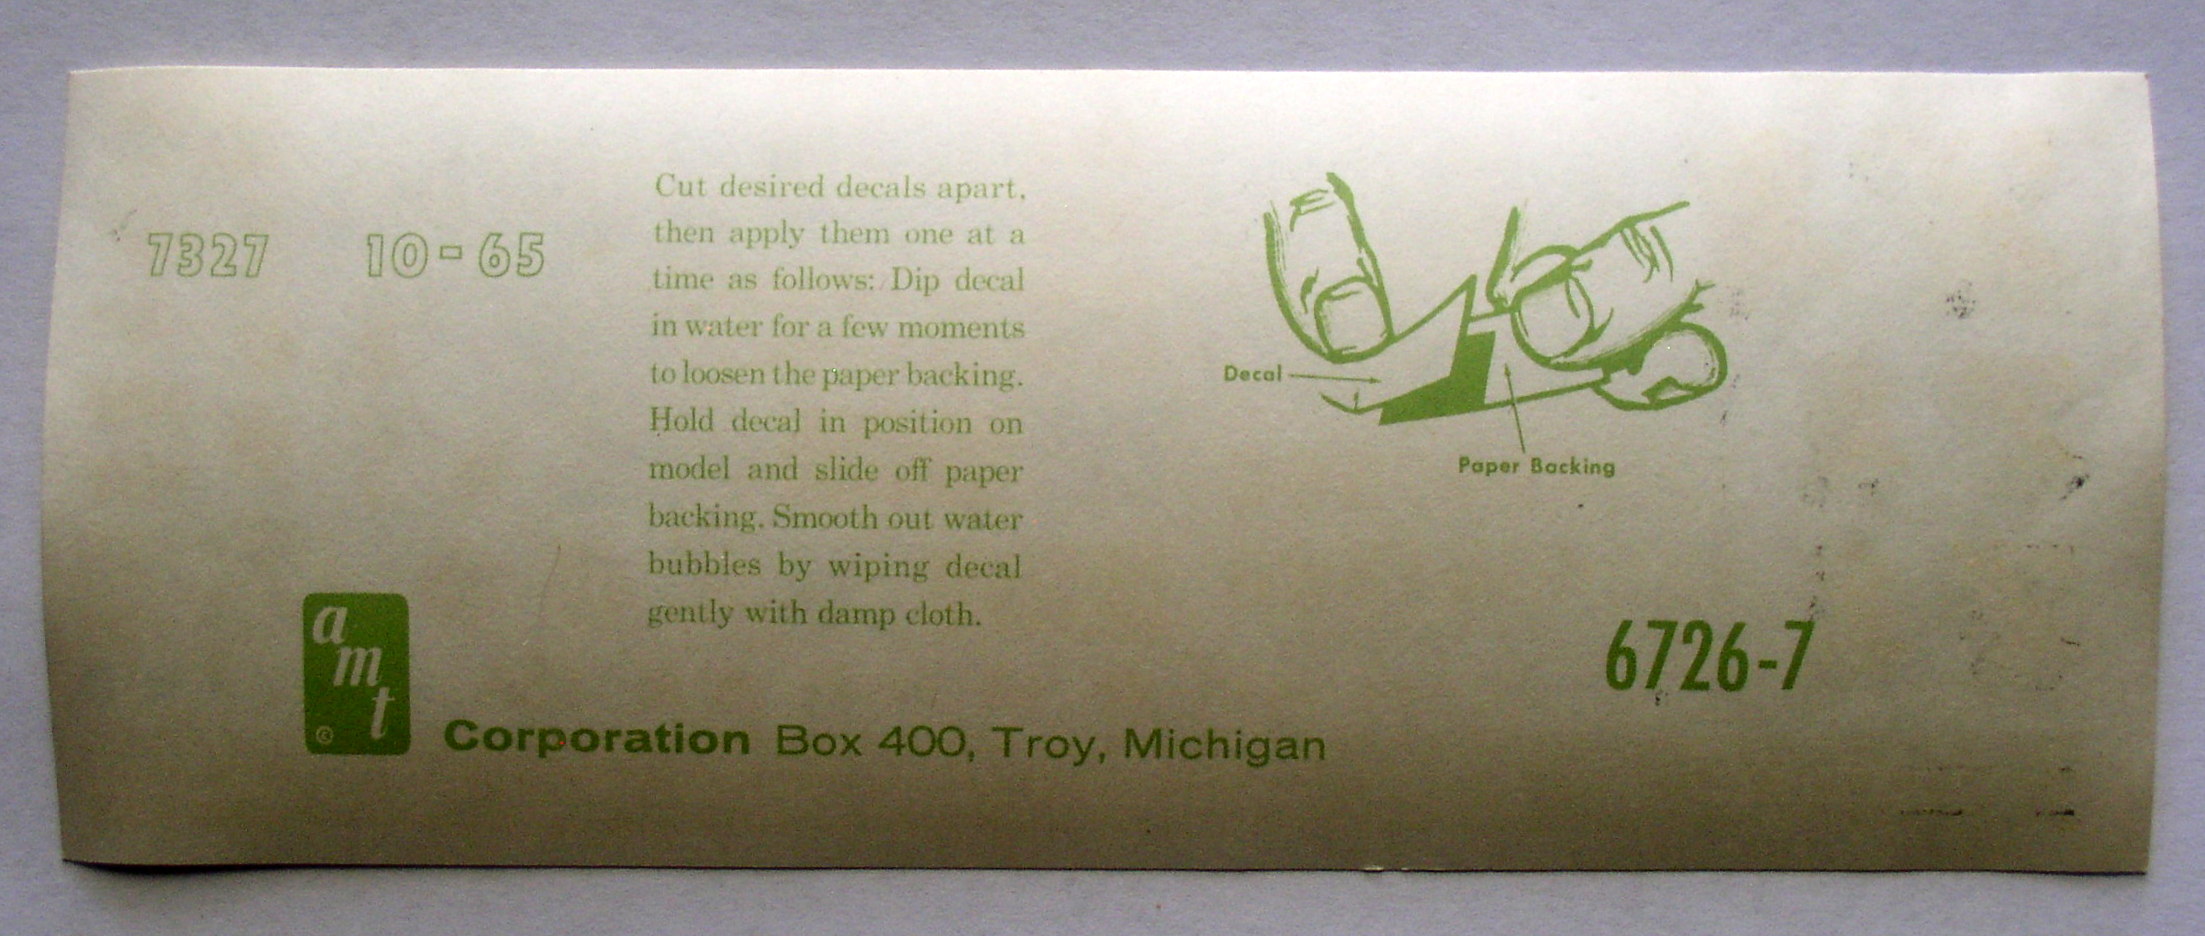 7327 10-65
Cut desired decals apart,
then apply them one at a
time as follows: Dip decal
in water for a few moments
to loosen the paper backing.
Hold decal in position on
model and slide off paper
backing. Smooth out water
bubbles by wiping decal
gently with damp cloth.
Decal
Paper Backing
6726-7
amt
©
Corporation Box 400, Troy, Michigan